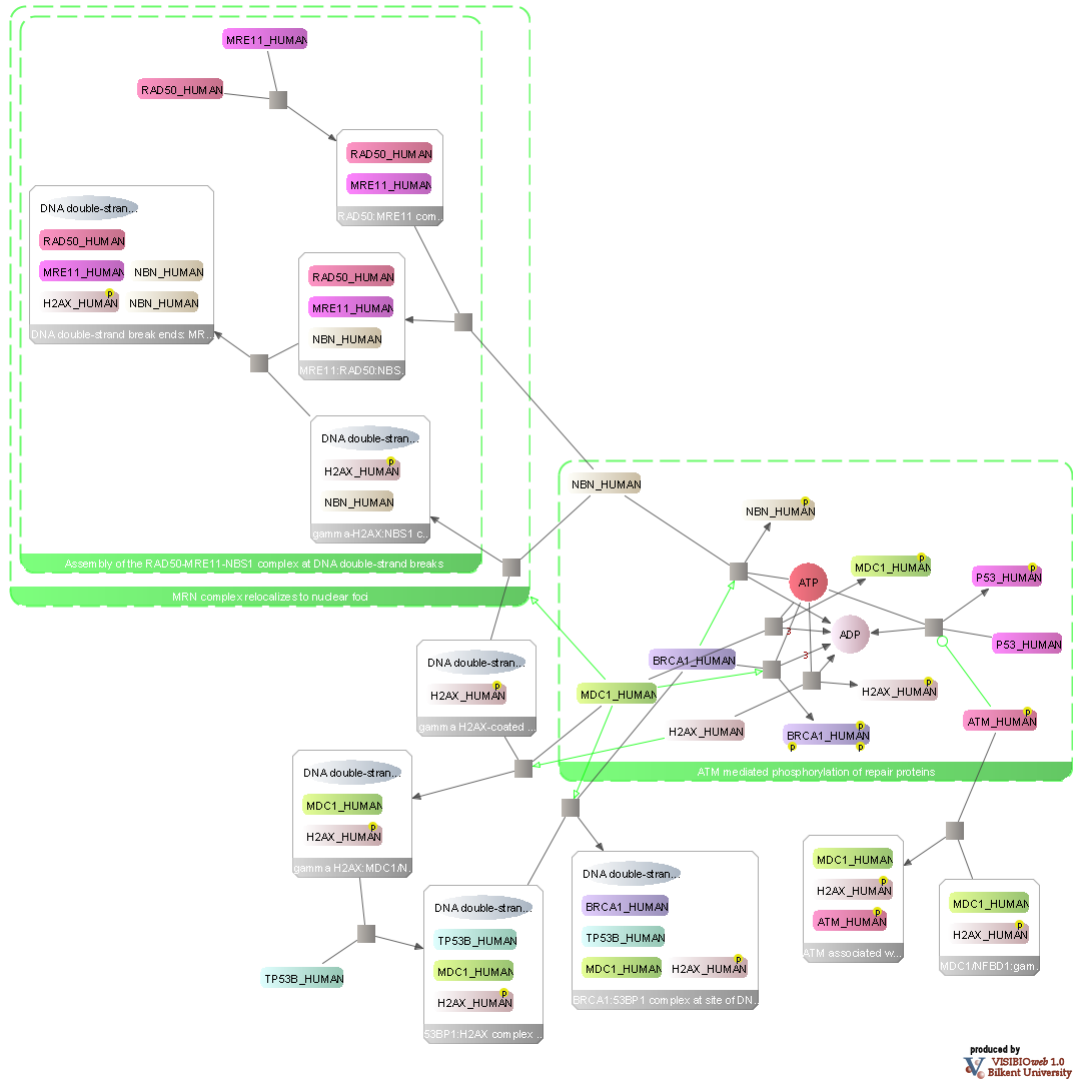 MRE11_HUMAN
RAD50_HUMAN
RAD50_HUMAN
MRE11_HUMAN
RAD50:MRE11 com..
DNA double-stran...
RAD50_HUMAN
MRE11_HUMAN
NBN_HUMAN
p
H2AX_HUMAN
NBN_HUMAN
DNA double-strand break ends: MR..
RAD50_HUMAN
MRE11_HUMAN
NBN_HUMAN
MRE11:RAD50:NBS.
DNA double-stran...
p
H2AX_HUMAN
NBN_HUMAN
gamma-H2AX:NBS1 c..
Assembly of the RAD50-MRE11-NBS1 complex at DNA double-strand breaks
MRN complex relocalizes to nuclear foci
NBN_HUMAN
p
NBN_HUMAN
p
MDC1_HUMAN
p
P53_HUMAN
ATP
ADP
3
3
P53_HUMAN
BRCA1_HUMAN
MDC1_HUMAN
p
H2AX_HUMAN
p
ATM_HUMAN
H2AX_HUMAN
p
BRCA1_HUMAN
p
p
ATM mediated phosphorylation of repair proteins
DNA double-stran...
p
H2AX_HUMAN
gamma H2AX-coated ..
DNA double-stran...
MDC1_HUMAN
p
H2AX_HUMAN
gamma H2AX:MDC1/N.
TP53B_HUMAN
DNA double-stran...
TP53B_HUMAN
MDC1_HUMAN
p
H2AX_HUMAN
53BP1:H2AX complex ..
DNA double-stran...
BRCA1_HUMAN
TP53B_HUMAN
MDC1_HUMAN
p
H2AX_HUMAN
BRCA1:53BP1 complex at site of DN..
MDC1_HUMAN
p
H2AX_HUMAN
p
ATM_HUMAN
ATM associated w...
MDC1_HUMAN
p
H2AX_HUMAN
MDC1/NFBD1:gam.
produced by
VISIBIOweb 1.0
Bilkent University